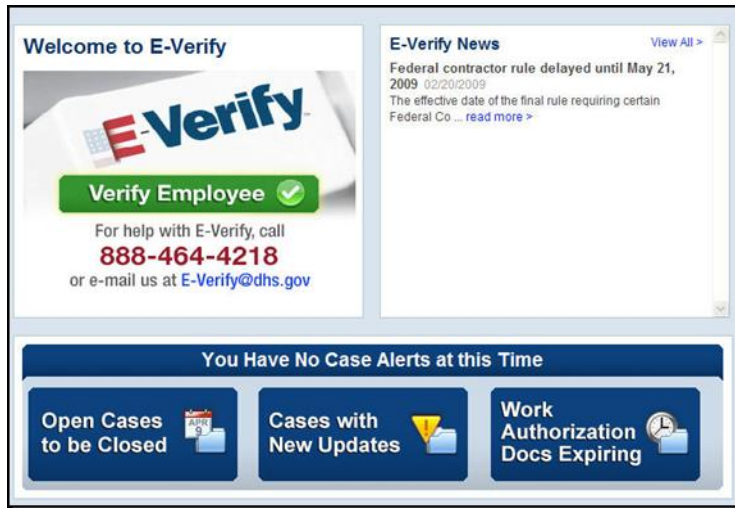 Welcome to E-Verify
E-Verify
Verify Employee
For help with E-Verify, call
888-464-4218
or e-mail us at E-Verify@dhs.gov
E-Verify News
View All >
Federal contractor rule delayed until May 21,
2009 02/20/2009
The effective date of the final rule requiring certain
Federal Co ... read more >
You Have No Case Alerts at this Time
Open Cases
to be Closed
APR
9
Cases with
New Updates
Work
Authorization
Docs Expiring